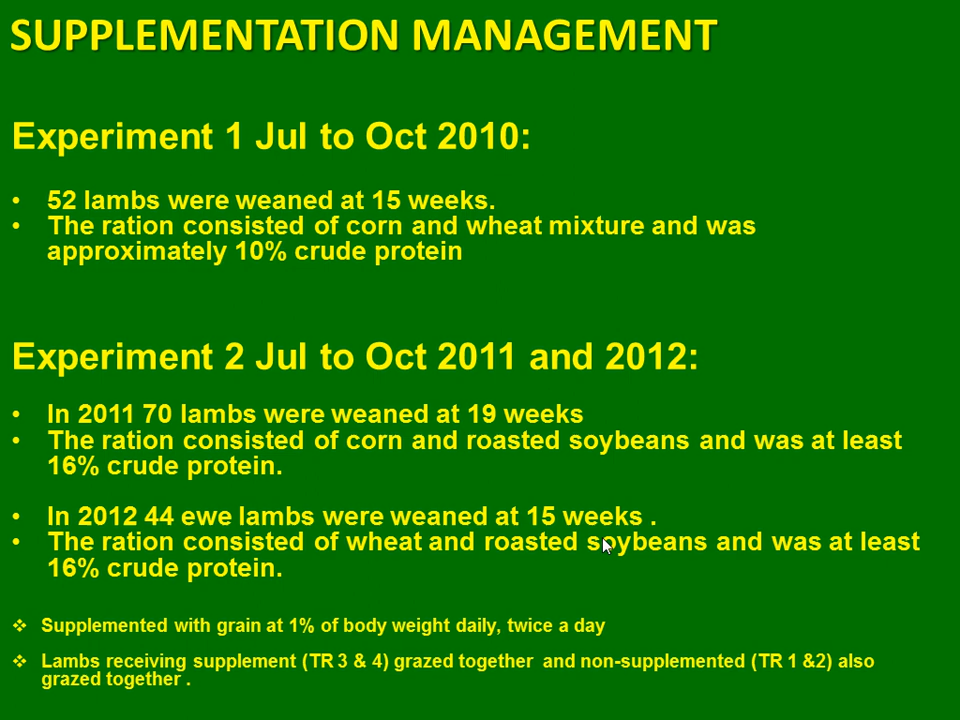 SUPPLEMENTATION MANAGEMENT
Experiment 1 Jul to Oct 2010:
• 52 lambs were weaned at 15 weeks.
• The ration consisted of corn and wheat mixture and was
approximately 10% crude protein
Experiment 2 Jul to Oct 2011 and 2012:
• In 2011 70 lambs were weaned at 19 weeks
• The ration consisted of corn and roasted soybeans and was at least
16% crude protein.
• In 2012 44 ewe lambs were weaned at 15 weeks .
• The ration consisted of wheat and roasted soybeans and was at least
16% crude protein.
❖ Supplemented with grain at 1% of body weight daily, twice a day
❖ Lambs receiving supplement (TR 3 & 4) grazed together and non-supplemented (TR 1 &2) also
grazed together .